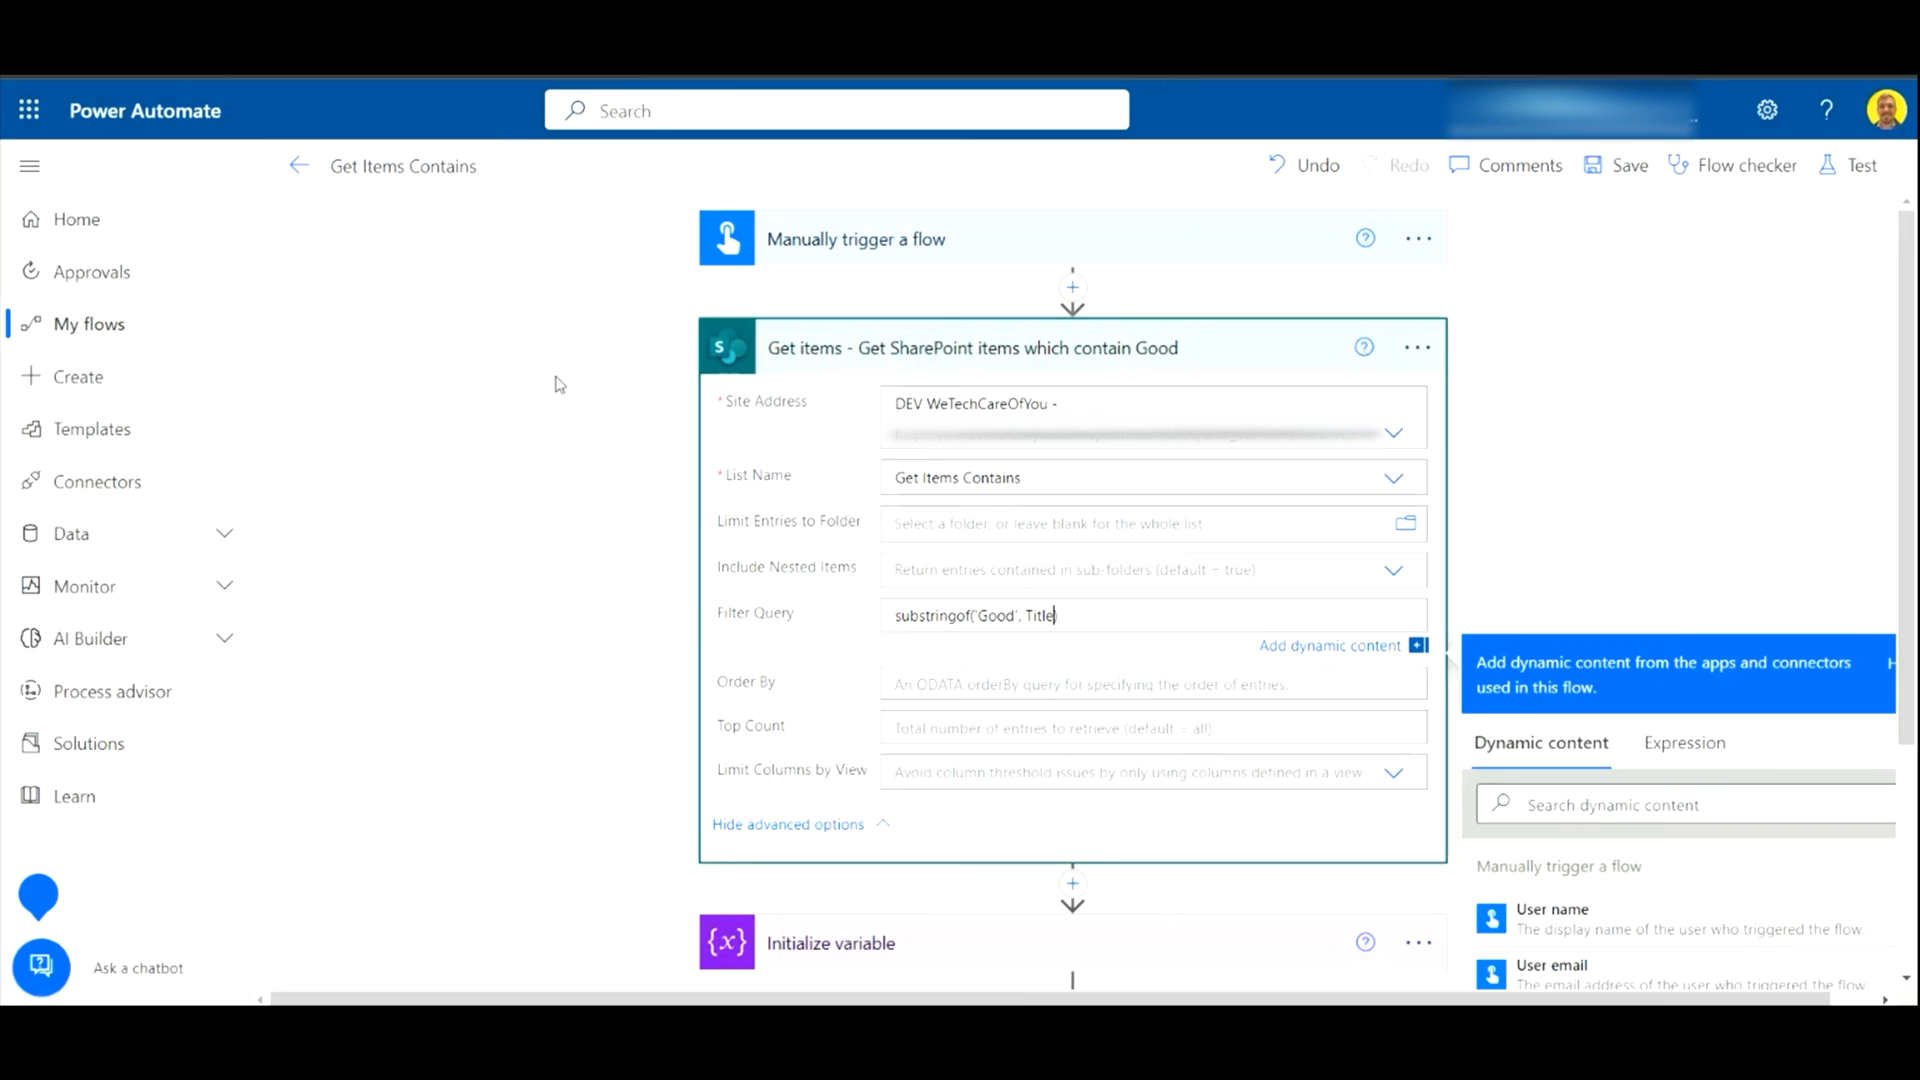 Power Automate
Search
Get Items Contains
Undo
Redo
Comments
Save
Flow checker
Test
Home
Approvals
My flows
Create
Templates
Connectors
Data
Monitor
AI Builder
Process advisor
Solutions
Learn
Ask a chatbot
Manually trigger a flow
Get items - Get SharePoint items which contain Good
* Site Address
DEV WeTechCareOfYou -
* List Name
Get Items Contains
Limit Entries to Folder
Select a folder, or leave blank for the whole list
Include Nested Items
Return entries contained in sub-folders (default = true)
Filter Query
substringof('Good', Title)
Add dynamic content
Order By
An ODATA orderBy query for specifying the order of entries.
Top Count
Total number of entries to retrieve (default = all).
Limit Columns by View
Avoid column threshold issues by only using columns defined in a view
Hide advanced options
{x}
Initialize variable
Add dynamic content from the apps and connectors
used in this flow.
Dynamic content
Expression
Search dynamic content
Manually trigger a flow
User name
The display name of the user who triggered the flow.
User email
The email address of the user who triggered the flow